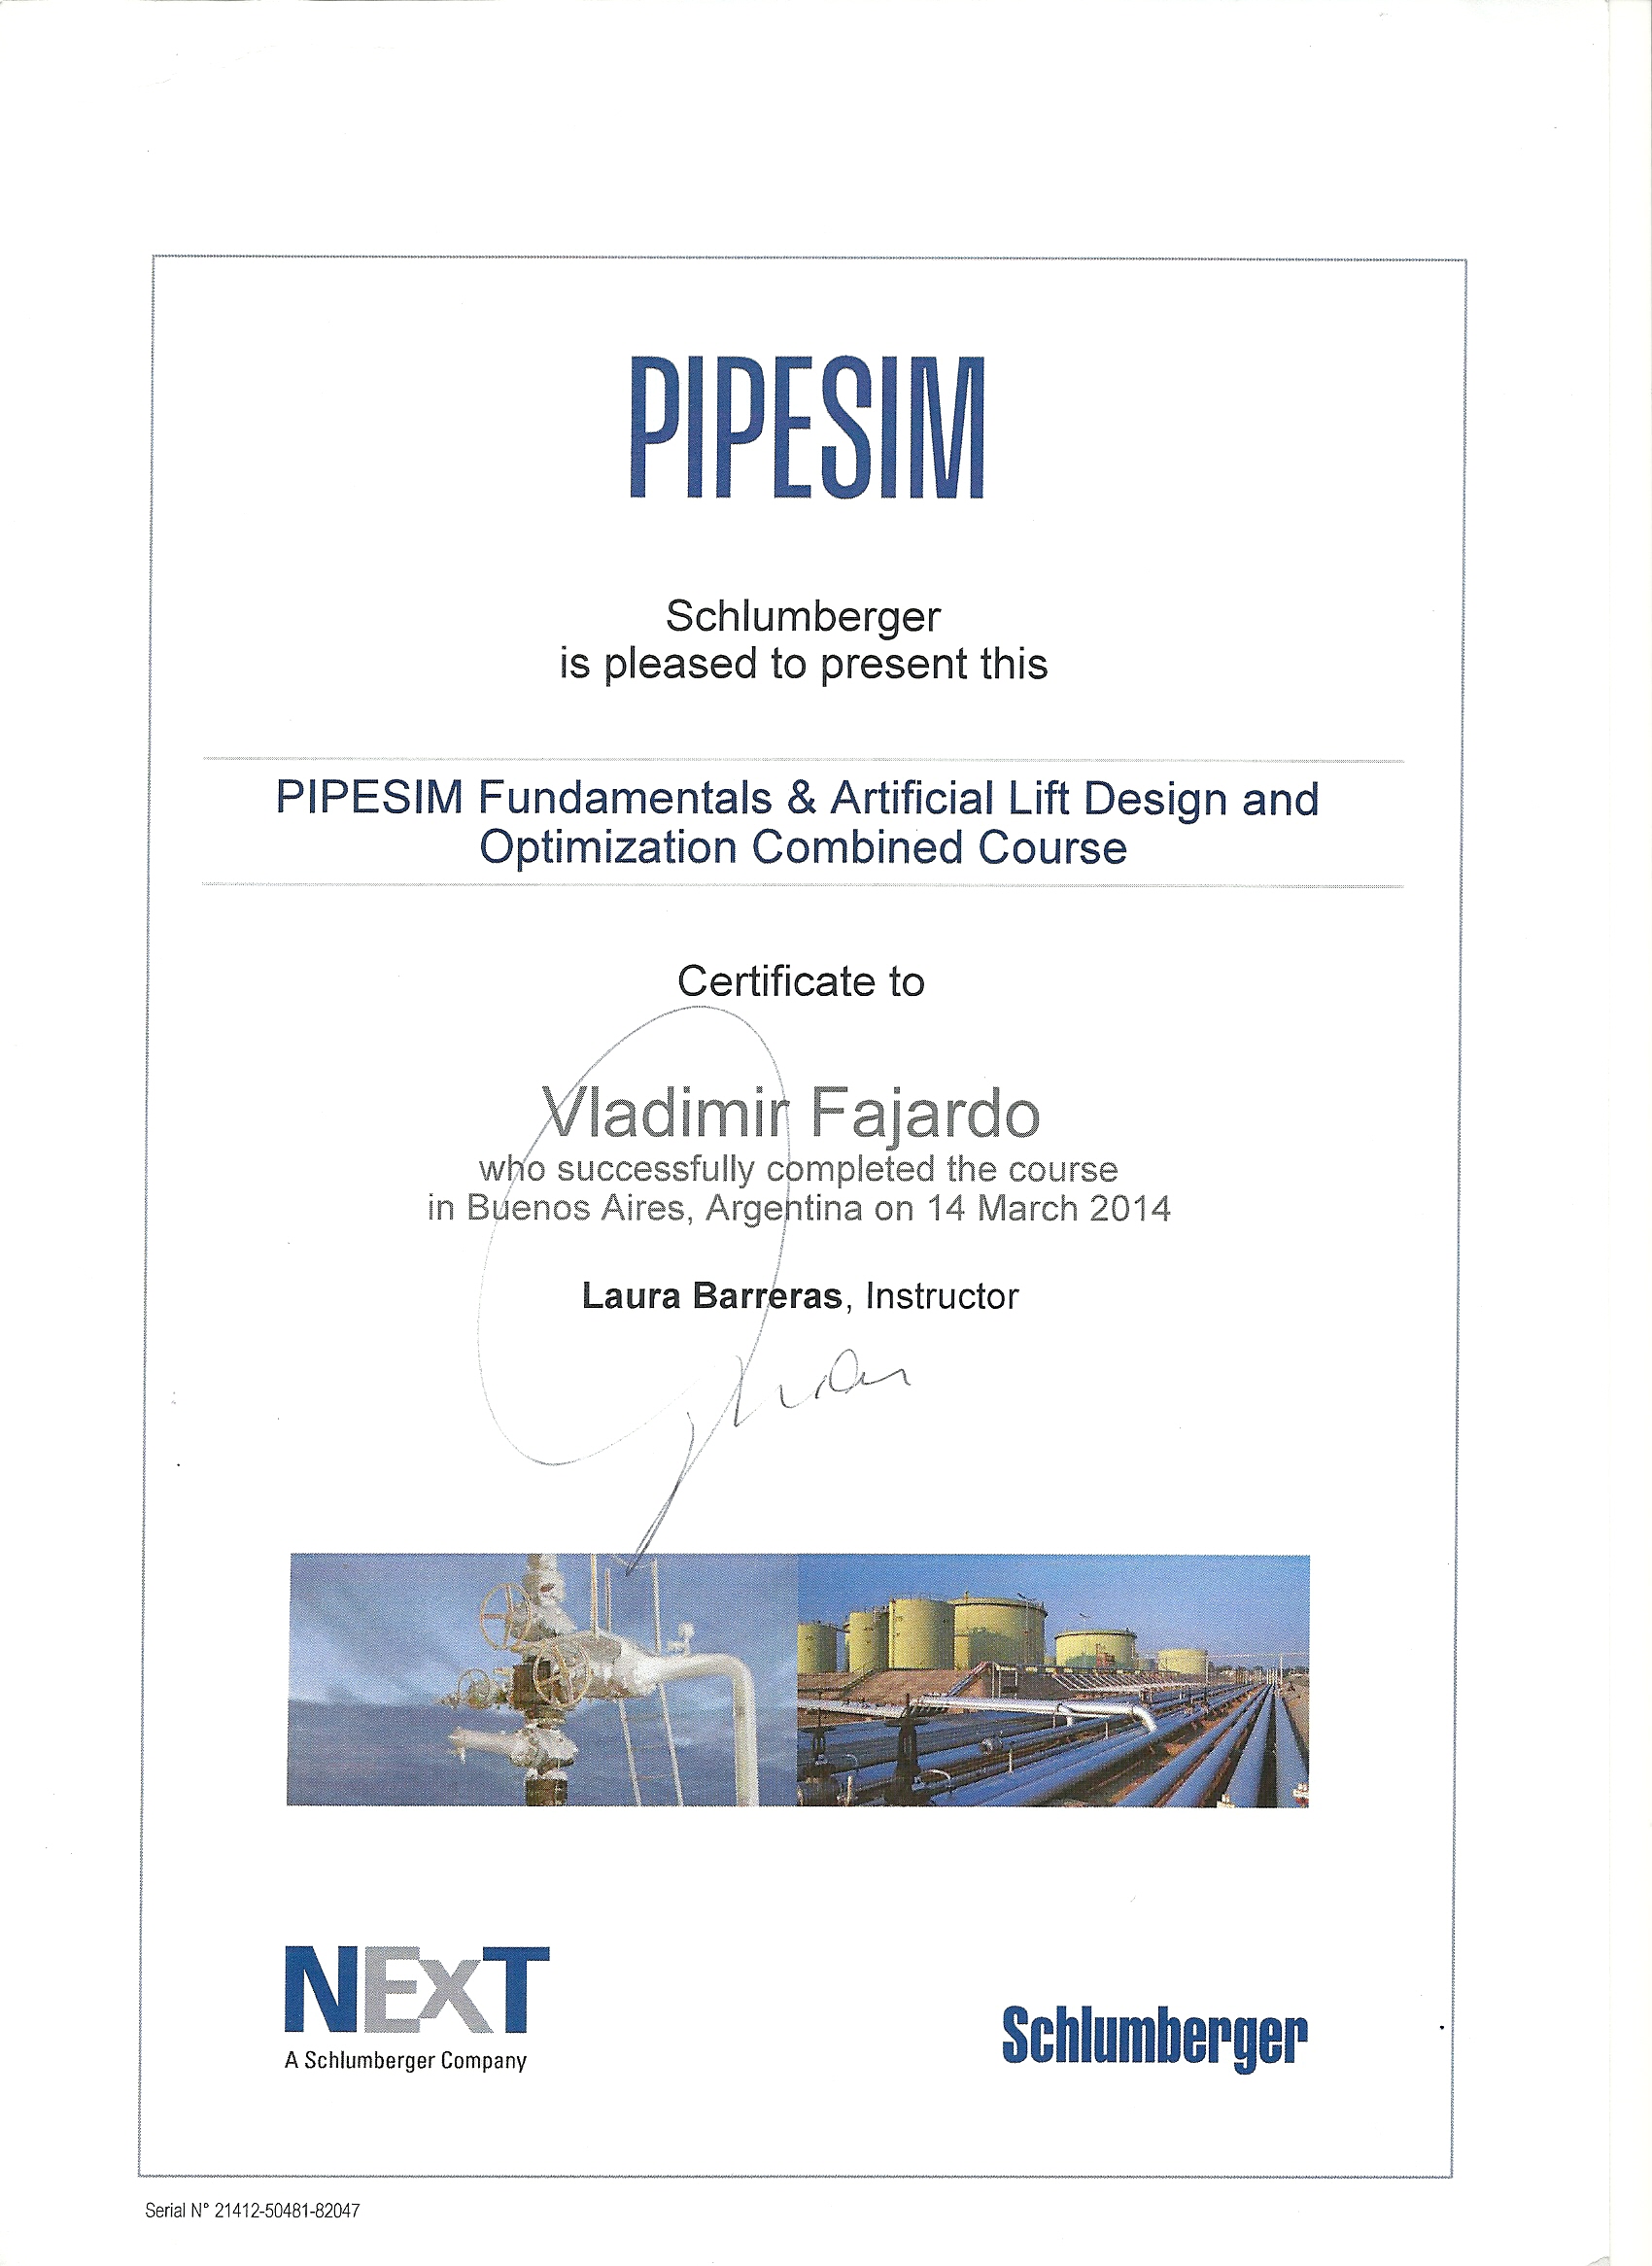 PIPESIM
Schlumberger
is pleased to present this
PIPESIM Fundamentals & Artificial Lift Design and
Optimization Combined Course
Certificate to
Vladimir Fajardo
who successfully completed the course
in Buenos Aires, Argentina on 14 March 2014
Laura Barreras, Instructor
NExT
A Schlumberger Company
Schlumberger
Serial N° 21412-50481-82047